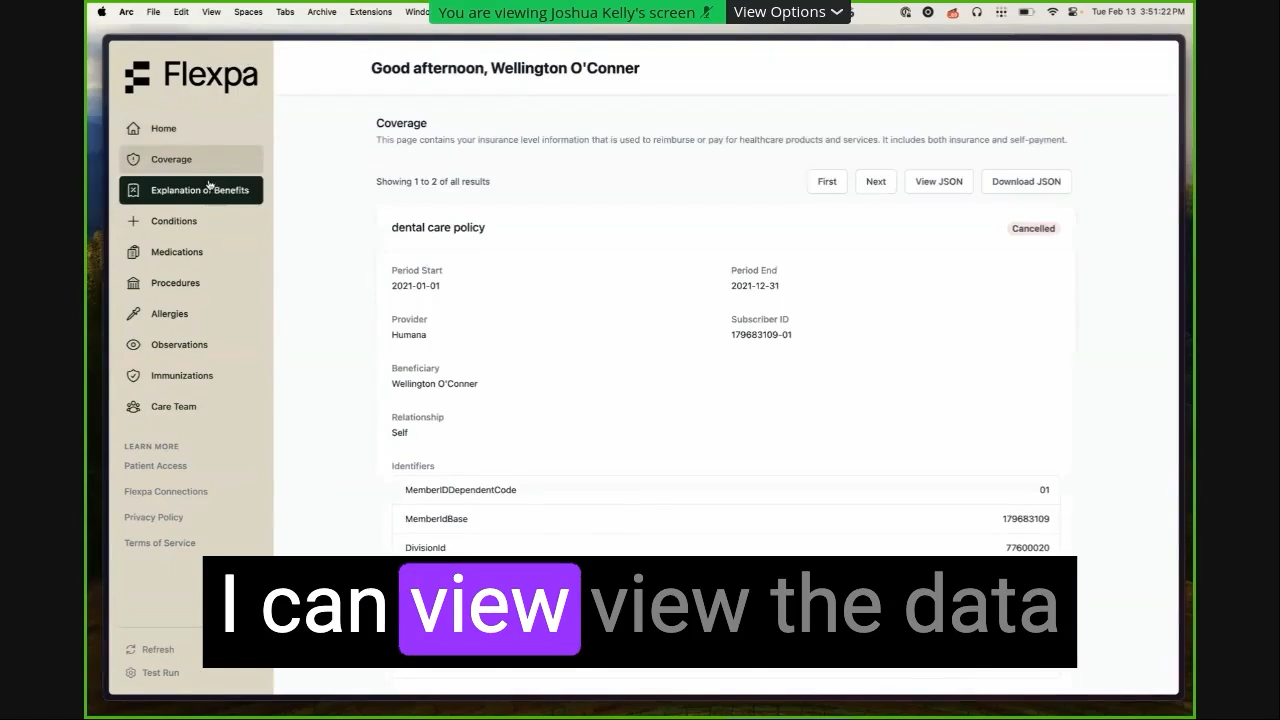 Arc File Edit View Spaces Tabs Archive Extensions
You are viewing Joshua Kelly's screen View Options
Tue Feb 13 3:51:22 PM
Flexpa
Home
Coverage
Explanation of Benefits
Conditions
Medications
Procedures
Allergies
Observations
Immunizations
Care Team
LEARN MORE
Patient Access
Flexpa Connections
Privacy Policy
Terms of Service
Refresh
Test Run
Good afternoon, Wellington O'Conner
Coverage
This page contains your insurance level information that is used to reimburse or pay for healthcare products and services. It includes both insurance and self-payment.
Showing 1 to 2 of all results
First Next View JSON Download JSON
dental care policy Cancelled
Period Start Period End
2021-01-01 2021-12-31
Provider Subscriber ID
Humana 179683109-01
Beneficiary
Wellington O'Conner
Relationship
Self
Identifiers
MemberIDDependentCode 01
MemberIdBase 179683109
DivisionId 77600020
I can view view the data